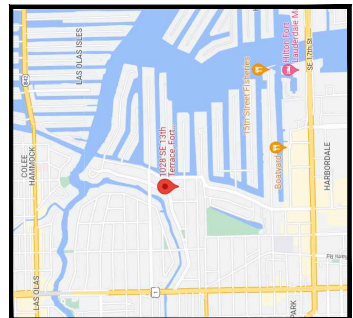 LAS OLAS ISLES
842
COLEE
HAMMOCK
LAS OLAS
1028 SE 13th
Terrace, Fort...
15th Street Fisheries
Hilton Fort
Lauderdale M
SE 17th St
Boatyard
HARBORDALE
1
PARK